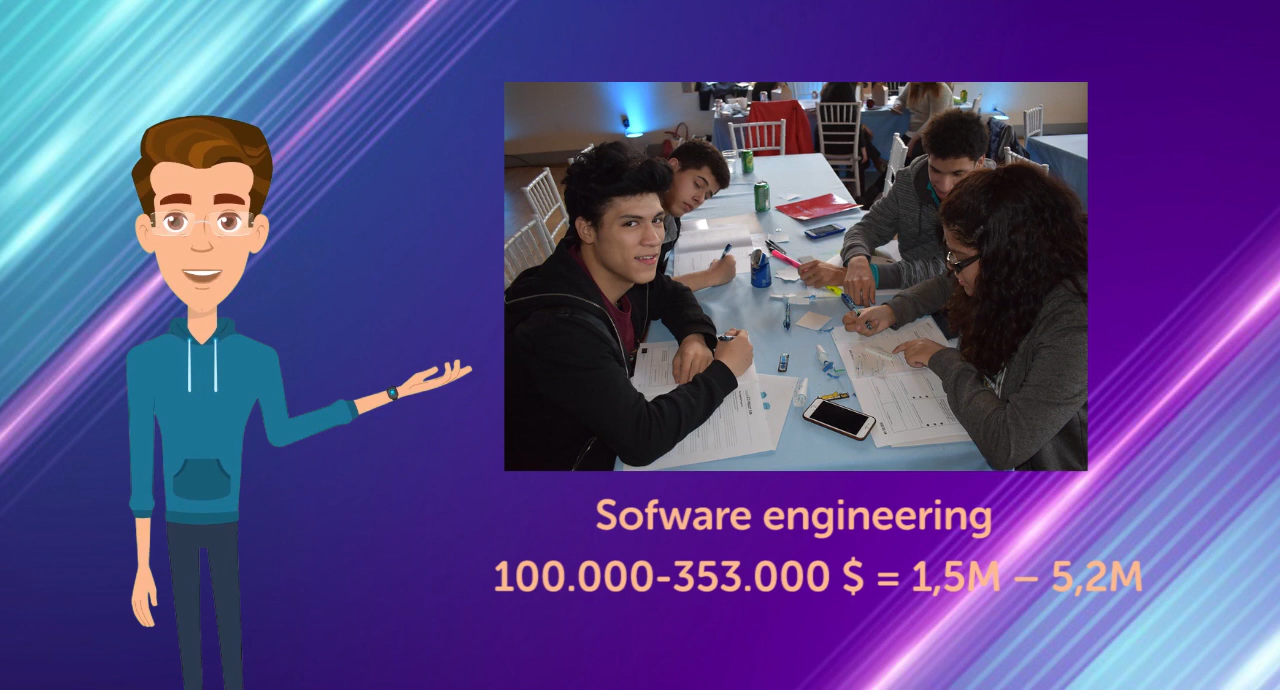 Sofware engineering
100.000-353.000 $ = 1,5M – 5,2M